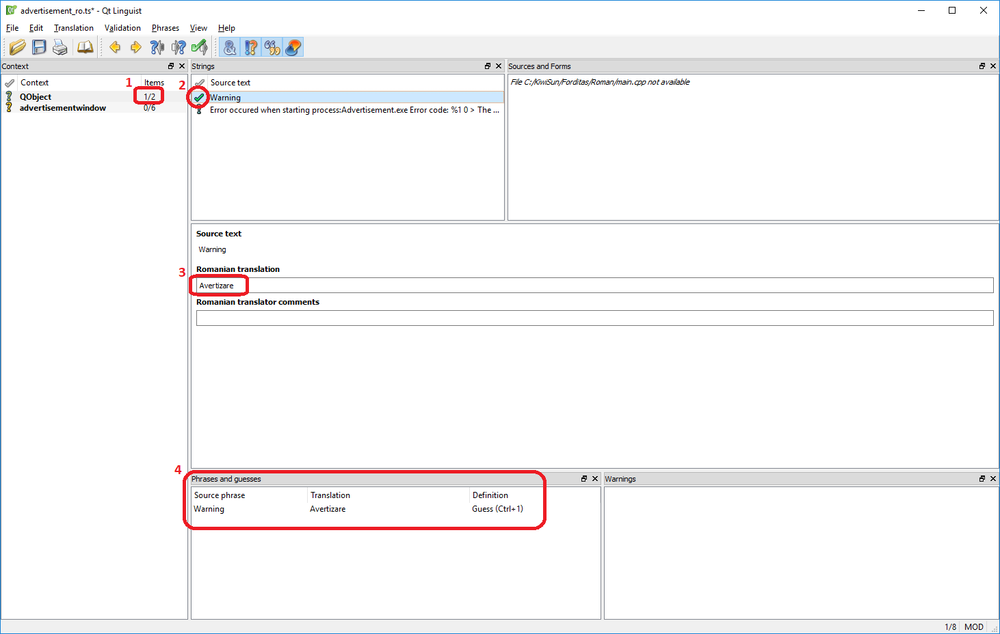 advertisement_ro.ts* - Qt Linguist
File Edit Translation Validation Phrases View Help
Context
Context Items
1
QObject 1/2
advertisementwindow 0/6
Strings
Source text
2
Warning
Error occured when starting process:Advertisement.exe Error code: %1 0 > The ...
Sources and Forms
File C:/KiwiSun/Forditas/Roman/main.cpp not available
Source text
Warning
Romanian translation
3
Avertizare
Romanian translator comments
4
Phrases and guesses
Source phrase Translation Definition
Warning Avertizare Guess (Ctrl+1)
Warnings
1/8 MOD